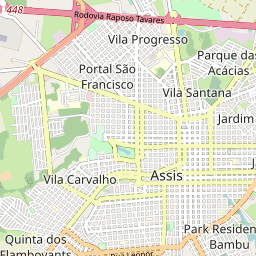 448
Rodovia Raposo Tavares
Vila Progresso
Parque das
Acácias
Portal São
Francisco
Vila Santana
Jardim
Vila Carvalho
Assis
Park Residen
Bambu
Quinta dos
Flamboyants